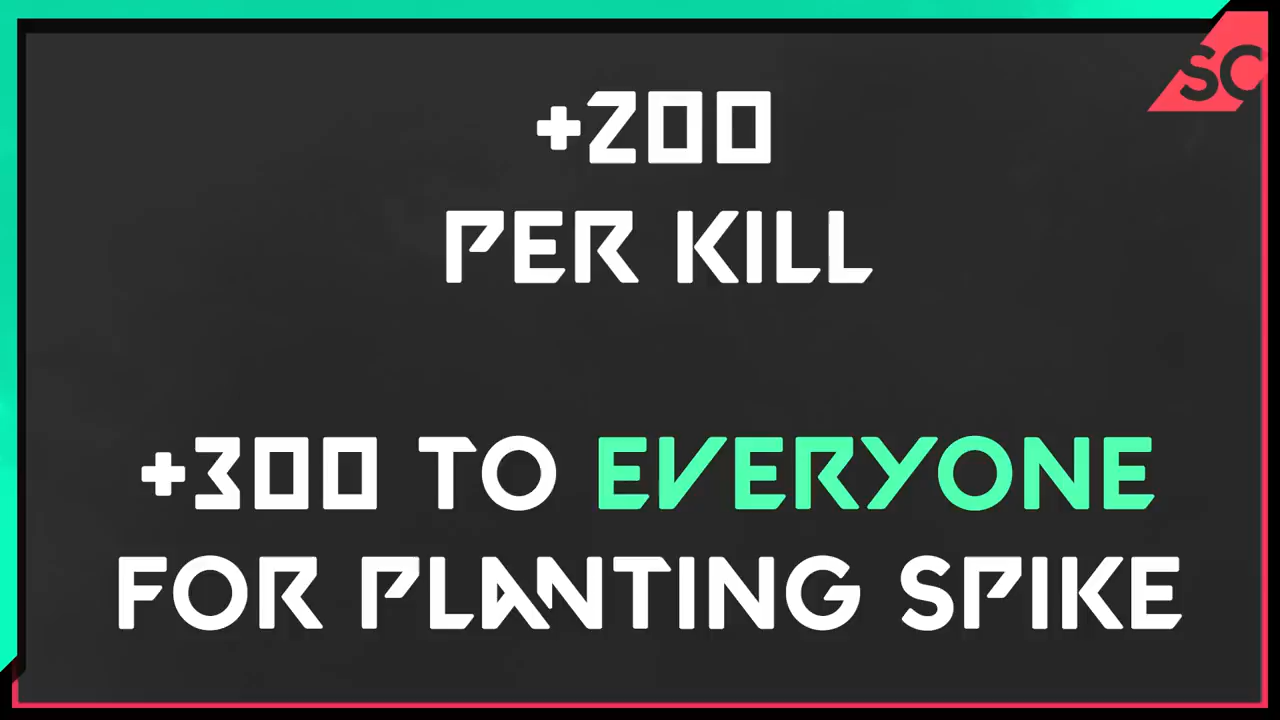 SC
+200
PER KILL
+300 TO EVERYONE
FOR PLANTING SPIKE